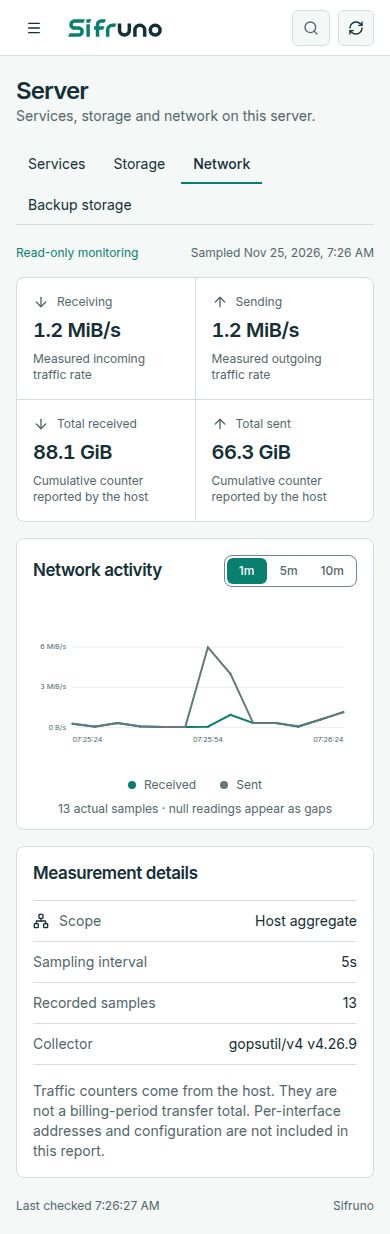 Sifruno
Server
Services, storage and network on this server.
Services Storage Network
Backup storage
Read-only monitoring Sampled Nov 25, 2025, 7:26 AM
Receiving
1.2 MiB/s
Measured incoming
traffic rate
Sending
1.2 MiB/s
Measured outgoing
traffic rate
Total received
88.1 GiB
Cumulative counter
reported by the host
Total sent
66.3 GiB
Cumulative counter
reported by the host
Network activity 1m 5m 10m
6 MiB/s
3 MiB/s
0 B/s
07:25:24 07:25:54 07:26:24
Received Sent
13 actual samples · null readings appear as gaps
Measurement details
Scope Host aggregate
Sampling interval 5s
Recorded samples 13
Collector gopsutil/v4 v4.26.9
Traffic counters come from the host. They are
not a billing-period transfer total. Per-interface
addresses and configuration are not included in
this report.
Last checked 7:26:27 AM Sifruno